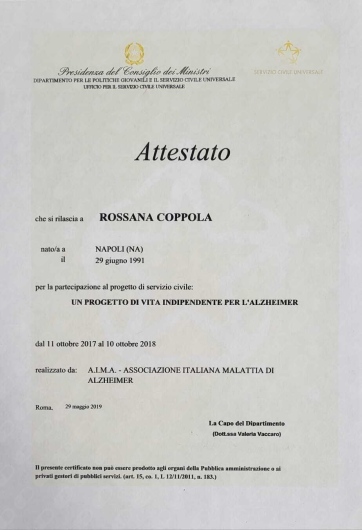 Presidenza del Consiglio dei Ministri
DIPARTIMENTO PER LE POLITICHE GIOVANILI E IL SERVIZIO CIVILE UNIVERSALE
UFFICIO PER IL SERVIZIO CIVILE UNIVERSALE
SERVIZIO CIVILE UNIVERSALE
Attestato
che si rilascia a ROSSANA COPPOLA
nato/a a NAPOLI (NA)
il 29 giugno 1991
per la partecipazione al progetto di servizio civile:
UN PROGETTO DI VITA INDIPENDENTE PER L'ALZHEIMER
dal 11 ottobre 2017 al 10 ottobre 2018
realizzato da: A.I.M.A. - ASSOCIAZIONE ITALIANA MALATTIA DI
ALZHEIMER
Roma, 29 maggio 2019
La Capo del Dipartimento
(Dott.ssa Valeria Vaccaro)
Il presente certificato non può essere prodotto agli organi della Pubblica amministrazione o ai
privati gestori di pubblici servizi. (art. 15, co. 1, L 12/11/2011, n. 183.)